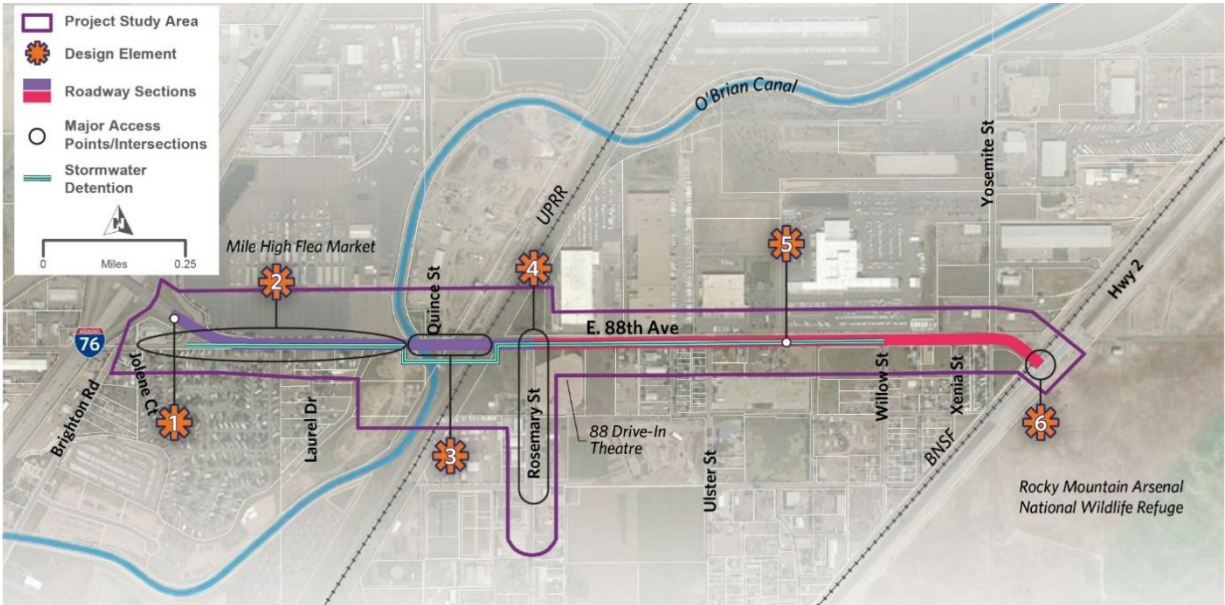 Project Study Area
Design Element
Roadway Sections
Major Access
Points/Intersections
Stormwater
Detention
N
0 Miles 0.25
Mile High Flea Market
O'Brian Canal
Yosemite St
UPRR
Quince St
E. 88th Ave
Hwy 2
INTERSTATE
76
Brighton Rd
Jolene Ct
Laurel Dr
Rosemary St
88 Drive-In
Theatre
Ulster St
Willow St
Xenia St
BNSF
Rocky Mountain Arsenal
National Wildlife Refuge
1
2
3
4
5
6